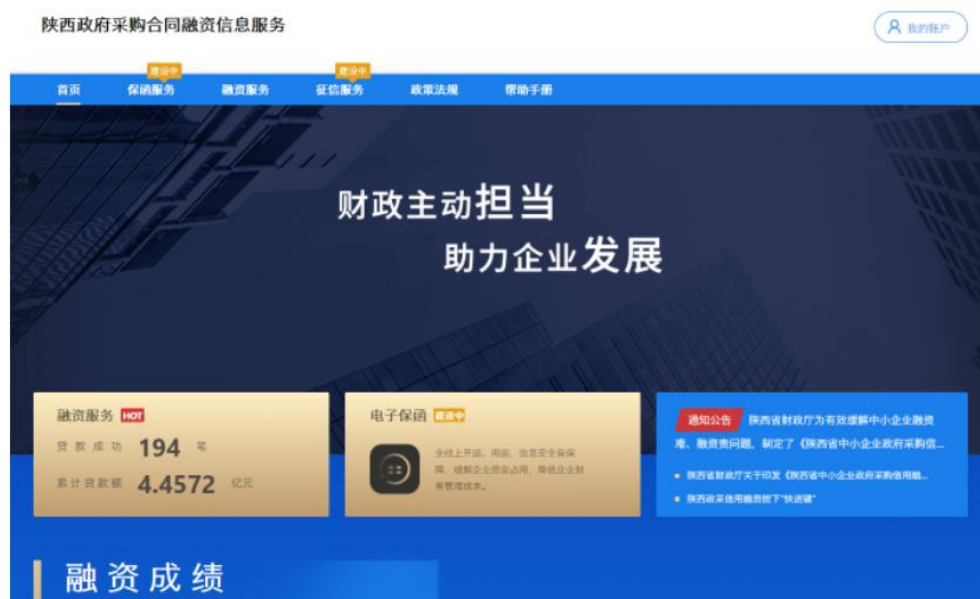 陕西政府采购合同融资信息服务
我的账户
建设中 建设中
首页 保函服务 融资服务 征信服务 政策法规 帮助手册
财政主动担当
助力企业发展
融资服务 HOT
贷款成功 194 笔
累计贷款额 4.4572 亿元
电子保函 建设中
全线上开函、用函、信息安全有保
障，缓解企业资金占用，降低企业财
务管理成本。
通知公告 陕西省财政厅为有效缓解中小企业融资
难、融资贵问题，制定了《陕西省中小企业政府采购信...
陕西省财政厅关于印发《陕西省中小企业政府采购信用融...
陕西政采信用融资按下"快进键"
融资成绩